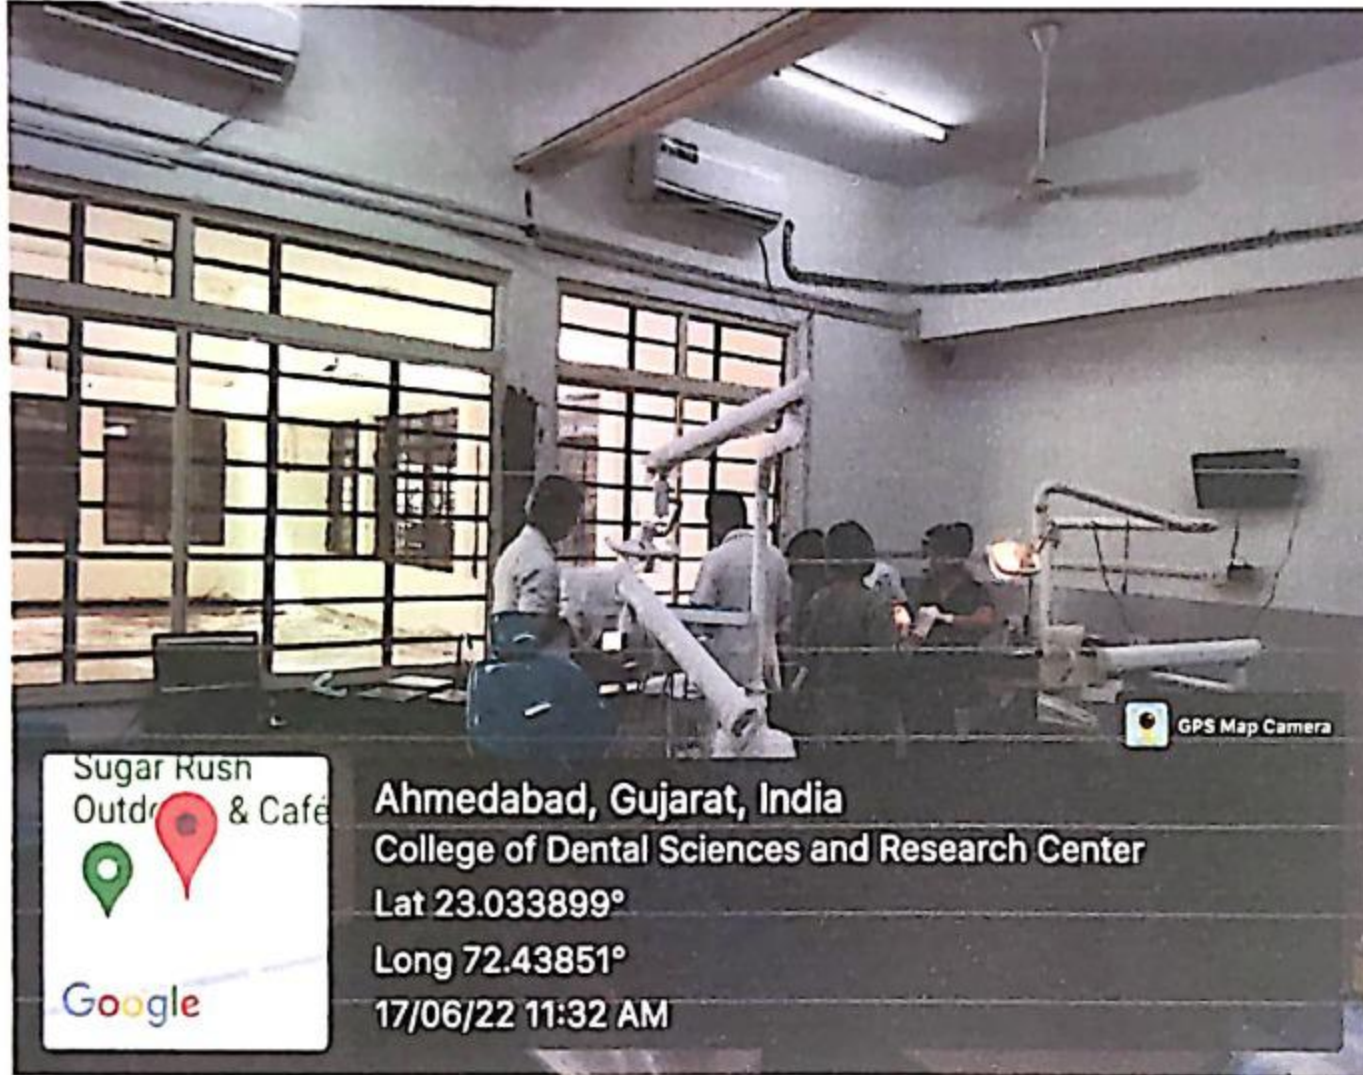 GPS Map Camera
Sugar Rush
Outdo & Café
Google
Ahmedabad, Gujarat, India
College of Dental Sciences and Research Center
Lat 23.033899°
Long 72.43851°
17/06/22 11:32 AM